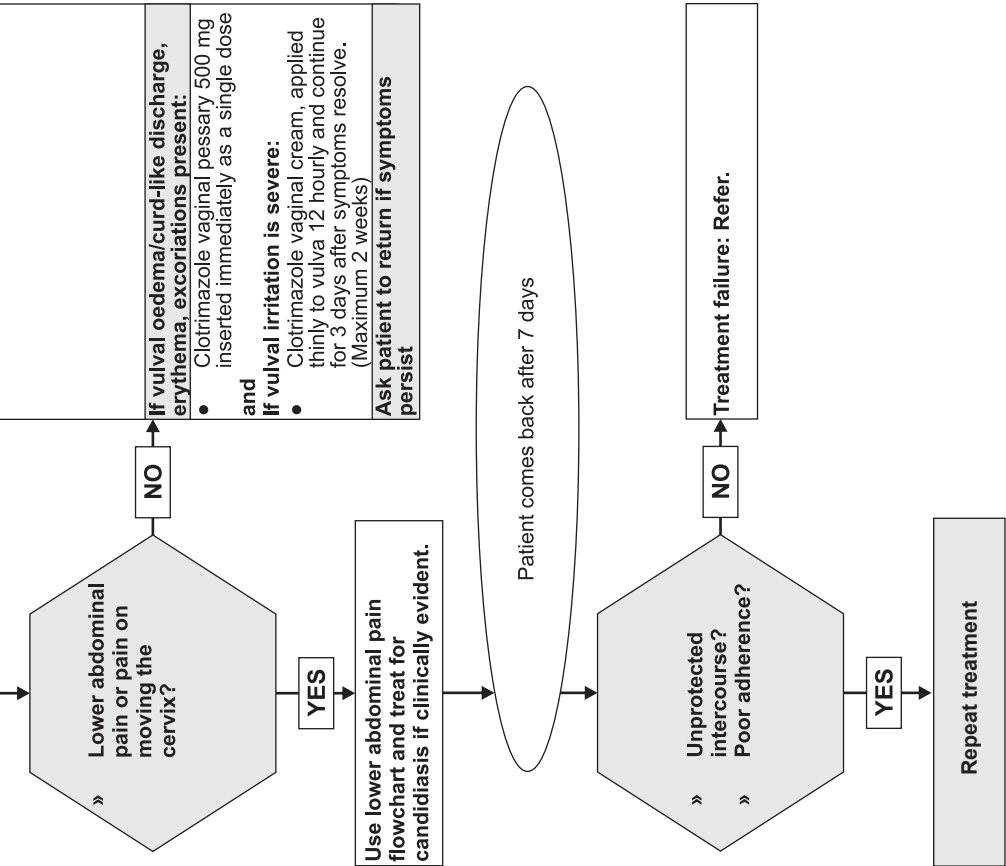 » Lower abdominal
pain or pain on
moving the
cervix?
NO
If vulval oedema/curd-like discharge,
erythema, excoriations present:
• Clotrimazole vaginal pessary 500 mg
inserted immediately as a single dose
and
If vulval irritation is severe:
• Clotrimazole vaginal cream, applied
thinly to vulva 12 hourly and continue
for 3 days after symptoms resolve.
(Maximum 2 weeks)
Ask patient to return if symptoms
persist
YES
Use lower abdominal pain
flowchart and treat for
candidiasis if clinically evident.
Patient comes back after 7 days
» Unprotected
intercourse?
» Poor adherence?
NO
Treatment failure: Refer.
YES
Repeat treatment